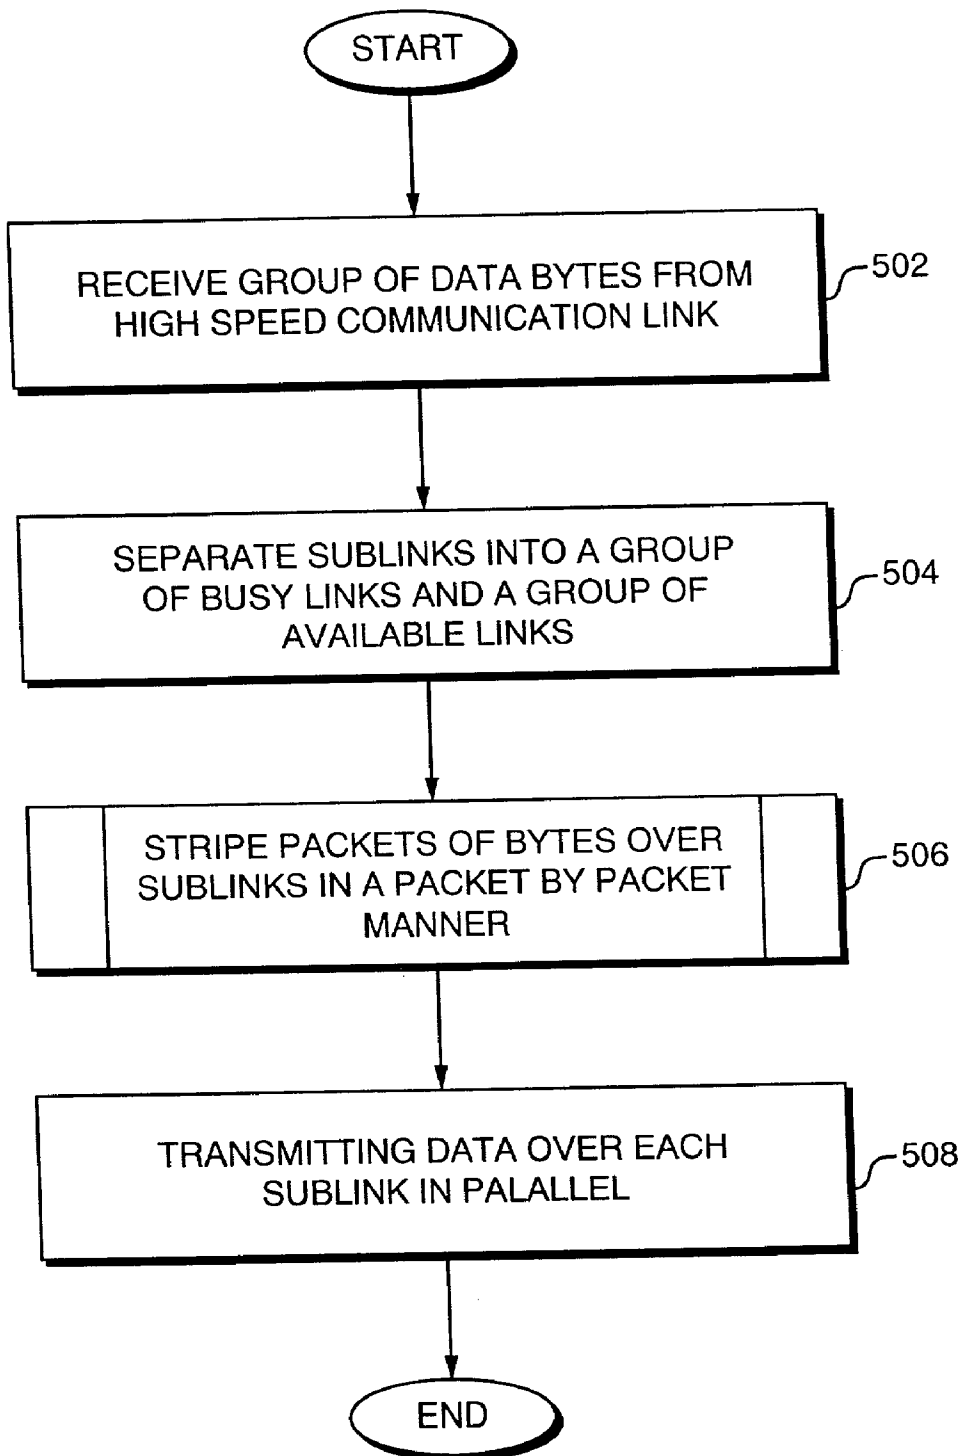 START
RECEIVE GROUP OF DATA BYTES FROM
HIGH SPEED COMMUNICATION LINK
502
SEPARATE SUBLINKS INTO A GROUP
OF BUSY LINKS AND A GROUP OF
AVAILABLE LINKS
504
STRIPE PACKETS OF BYTES OVER
SUBLINKS IN A PACKET BY PACKET
MANNER
506
TRANSMITTING DATA OVER EACH
SUBLINK IN PALALLEL
508
END